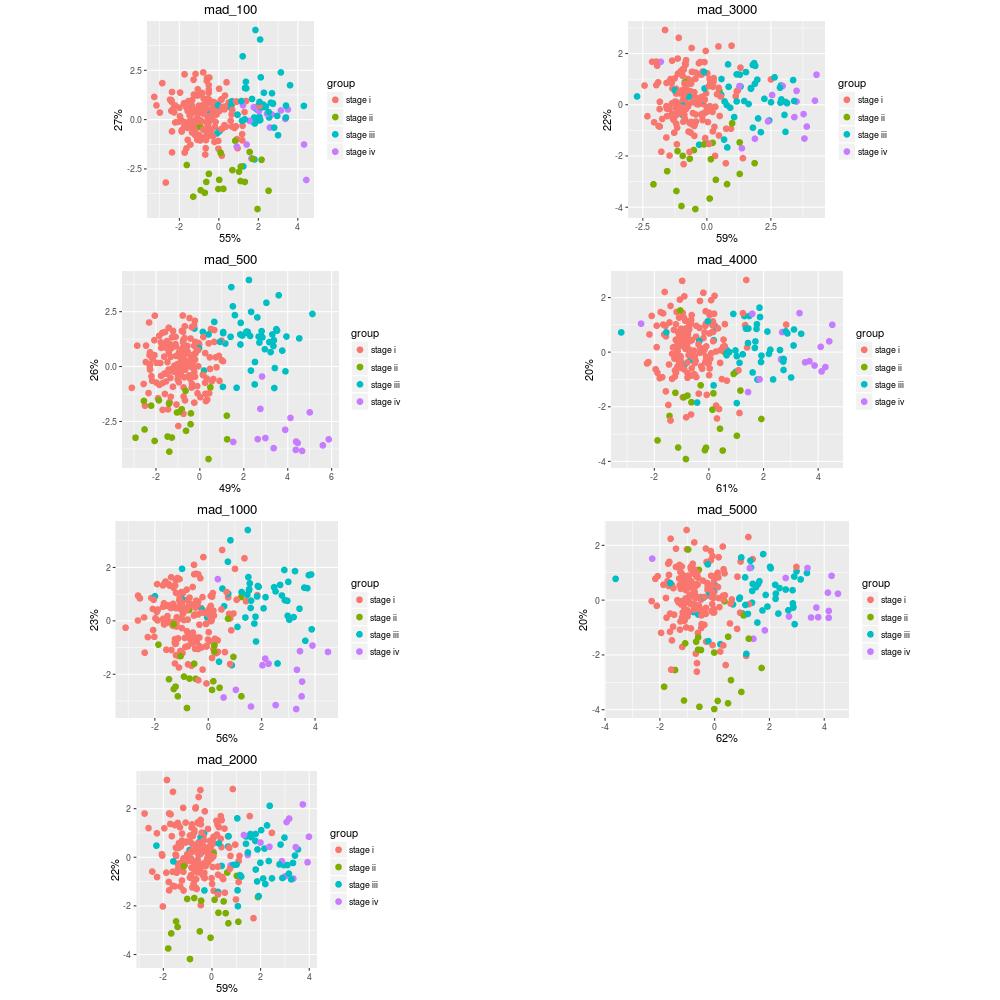 mad_100
2.5
0.0
-2.5
27%
-2
0
2
4
55%
group
stage i
stage ii
stage iii
stage iv
mad_3000
2
0
-2
-4
22%
-2.5
0.0
2.5
59%
group
stage i
stage ii
stage iii
stage iv
mad_500
2.5
0.0
-2.5
26%
-2
0
2
4
6
49%
group
stage i
stage ii
stage iii
stage iv
mad_4000
2
0
-2
-4
20%
-2
0
2
4
61%
group
stage i
stage ii
stage iii
stage iv
mad_1000
2
0
-2
23%
-2
0
2
4
56%
group
stage i
stage ii
stage iii
stage iv
mad_5000
2
0
-2
-4
20%
-4
-2
0
2
4
62%
group
stage i
stage ii
stage iii
stage iv
mad_2000
2
0
-2
-4
22%
-2
0
2
4
59%
group
stage i
stage ii
stage iii
stage iv